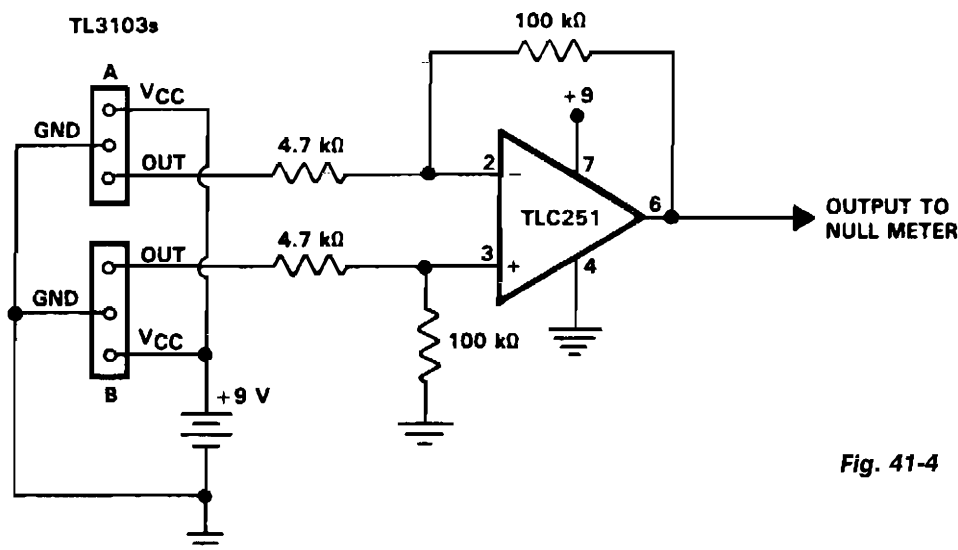 TL3103s
100 kΩ
A
VCC
+9
GND
4.7 kΩ
OUT
2
−
7
TLC251
6
OUTPUT TO
NULL METER
4.7 kΩ
OUT
3
+
4
GND
VCC
100 kΩ
B
+9 V
Fig. 41-4